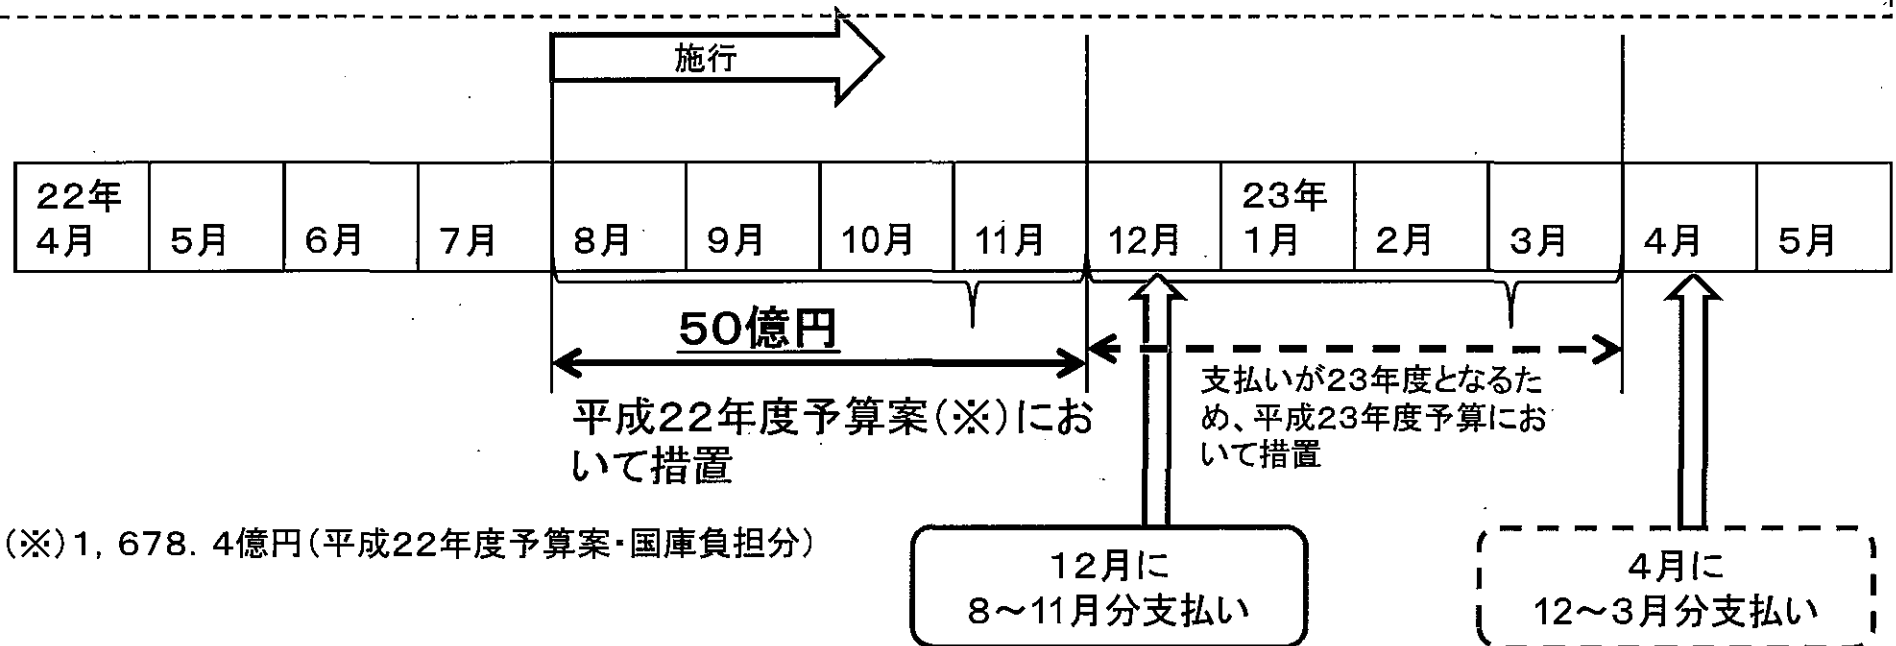 施行
22年
4月
5月
6月
7月
8月
9月
10月
11月
12月
23年
1月
2月
3月
4月
5月
50億円
平成22年度予算案(※)にお
いて措置
支払いが23年度となるた
め、平成23年度予算にお
いて措置
(※)1,678.4億円(平成22年度予算案・国庫負担分)
12月に
8~11月分支払い
4月に
12~3月分支払い